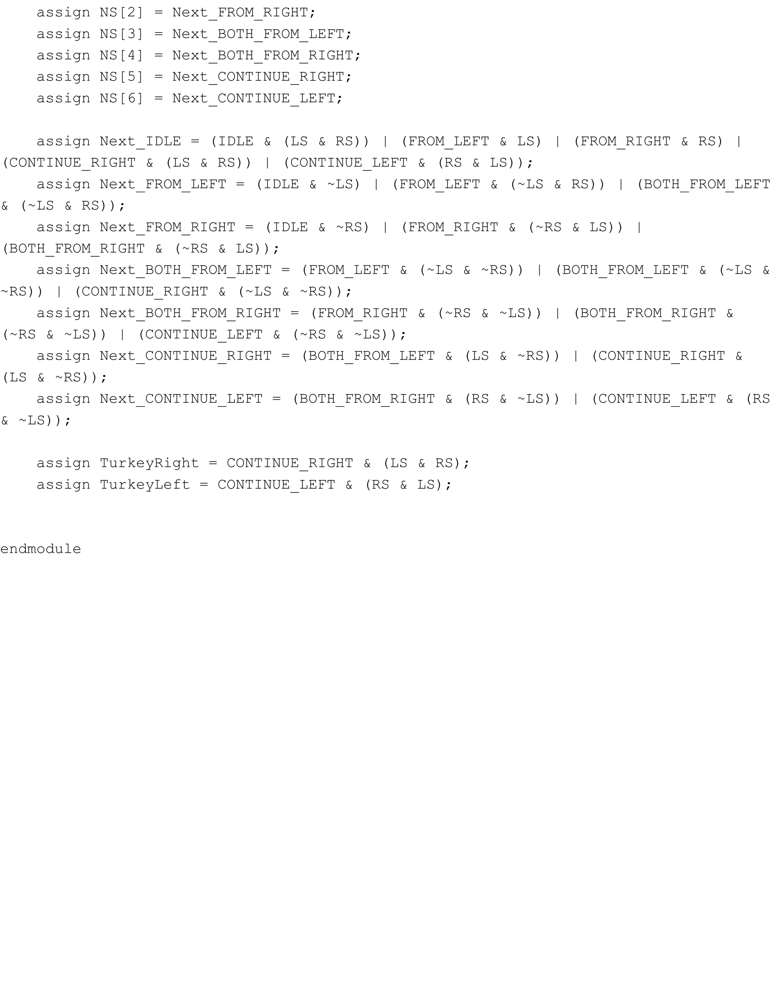 assign NS[2] = Next_FROM_RIGHT;
    assign NS[3] = Next_BOTH_FROM_LEFT;
    assign NS[4] = Next_BOTH_FROM_RIGHT;
    assign NS[5] = Next_CONTINUE_RIGHT;
    assign NS[6] = Next_CONTINUE_LEFT;

    assign Next_IDLE = (IDLE & (LS & RS)) | (FROM_LEFT & LS) | (FROM_RIGHT & RS) |
(CONTINUE_RIGHT & (LS & RS)) | (CONTINUE_LEFT & (RS & LS));
    assign Next_FROM_LEFT = (IDLE & ~LS) | (FROM_LEFT & (~LS & RS)) | (BOTH_FROM_LEFT
& (~LS & RS));
    assign Next_FROM_RIGHT = (IDLE & ~RS) | (FROM_RIGHT & (~RS & LS)) |
(BOTH_FROM_RIGHT & (~RS & LS));
    assign Next_BOTH_FROM_LEFT = (FROM_LEFT & (~LS & ~RS)) | (BOTH_FROM_LEFT & (~LS &
~RS)) | (CONTINUE_RIGHT & (~LS & ~RS));
    assign Next_BOTH_FROM_RIGHT = (FROM_RIGHT & (~RS & ~LS)) | (BOTH_FROM_RIGHT &
(~RS & ~LS)) | (CONTINUE_LEFT & (~RS & ~LS));
    assign Next_CONTINUE_RIGHT = (BOTH_FROM_LEFT & (LS & ~RS)) | (CONTINUE_RIGHT &
(LS & ~RS));
    assign Next_CONTINUE_LEFT = (BOTH_FROM_RIGHT & (RS & ~LS)) | (CONTINUE_LEFT & (RS
& ~LS));

    assign TurkeyRight = CONTINUE_RIGHT & (LS & RS);
    assign TurkeyLeft = CONTINUE_LEFT & (RS & LS);

endmodule